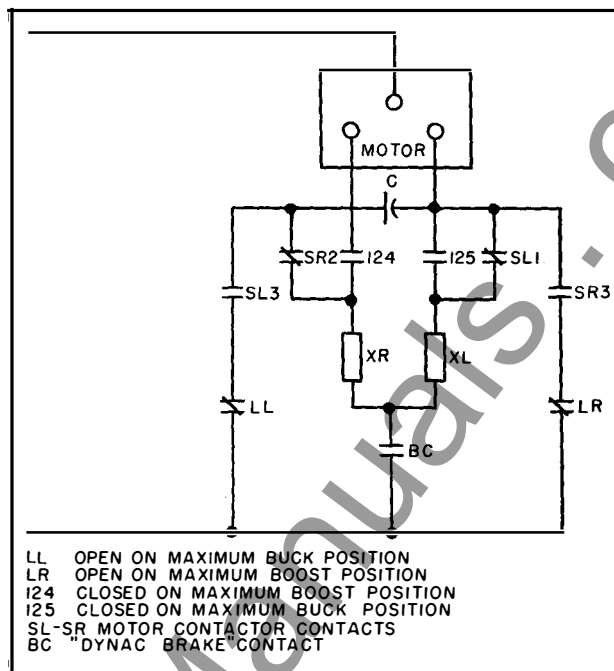 MOTOR
C
SR2 124 125 SL1
SL3 SR3
XR XL
LL LR
BC
LL OPEN ON MAXIMUM BUCK POSITION
LR OPEN ON MAXIMUM BOOST POSITION
124 CLOSED ON MAXIMUM BOOST POSITION
125 CLOSED ON MAXIMUM BUCK POSITION
SL-SR MOTOR CONTACTOR CONTACTS
BC "DYNAC BRAKE" CONTACT
Manuals.